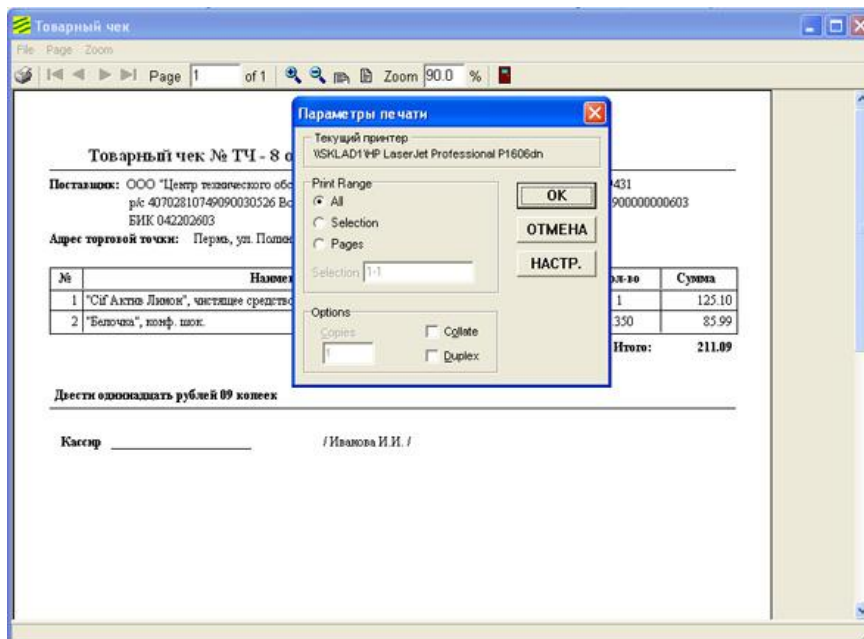 Товарный чек
File Page Zoom
Page 1 of 1 Zoom 90.0 %
Товарный чек № ТЧ - 8 о
Поставщик: ООО "Центр технического обс
р/с 40702810749090030526 Во
БИК 042202603
431
900000000603
Адрес торговой точки: Пермь, ул.
№ Наиме ол-во Сумма
1 "Cif Актив Лимон", чистящее средство 1 125.10
2 "Белочка", конф. шок. 350 85.99
Итого: 211.09
Двести одиннадцать рублей 09 копеек
Кассир / Иванова И.И. /
Параметры печати
Текущий принтер
\\SKLAD1\HP LaserJet Professional P1606dn
Print Range
All
Selection
Pages
Selection 1-1
Options
Copies
1
Collate
Duplex
OK
ОТМЕНА
НАСТР.